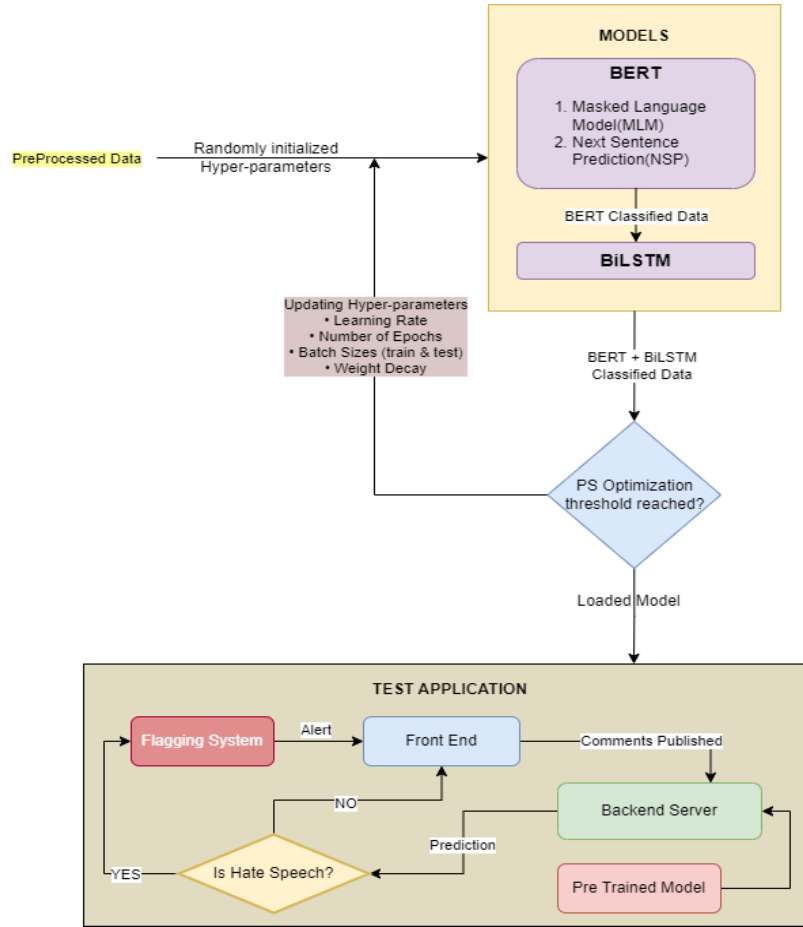 MODELS
BERT
1. Masked Language
Model(MLM)
2. Next Sentence
Prediction(NSP)
PreProcessed Data
Randomly initialized
Hyper-parameters
BERT Classified Data
BiLSTM
Updating Hyper-parameters
• Learning Rate
• Number of Epochs
• Batch Sizes (train & test)
• Weight Decay
BERT + BiLSTM
Classified Data
PS Optimization
threshold reached?
Loaded Model
TEST APPLICATION
Flagging System
Alert
Front End
Comments Published
NO
Backend Server
Prediction
YES
Is Hate Speech?
Pre Trained Model